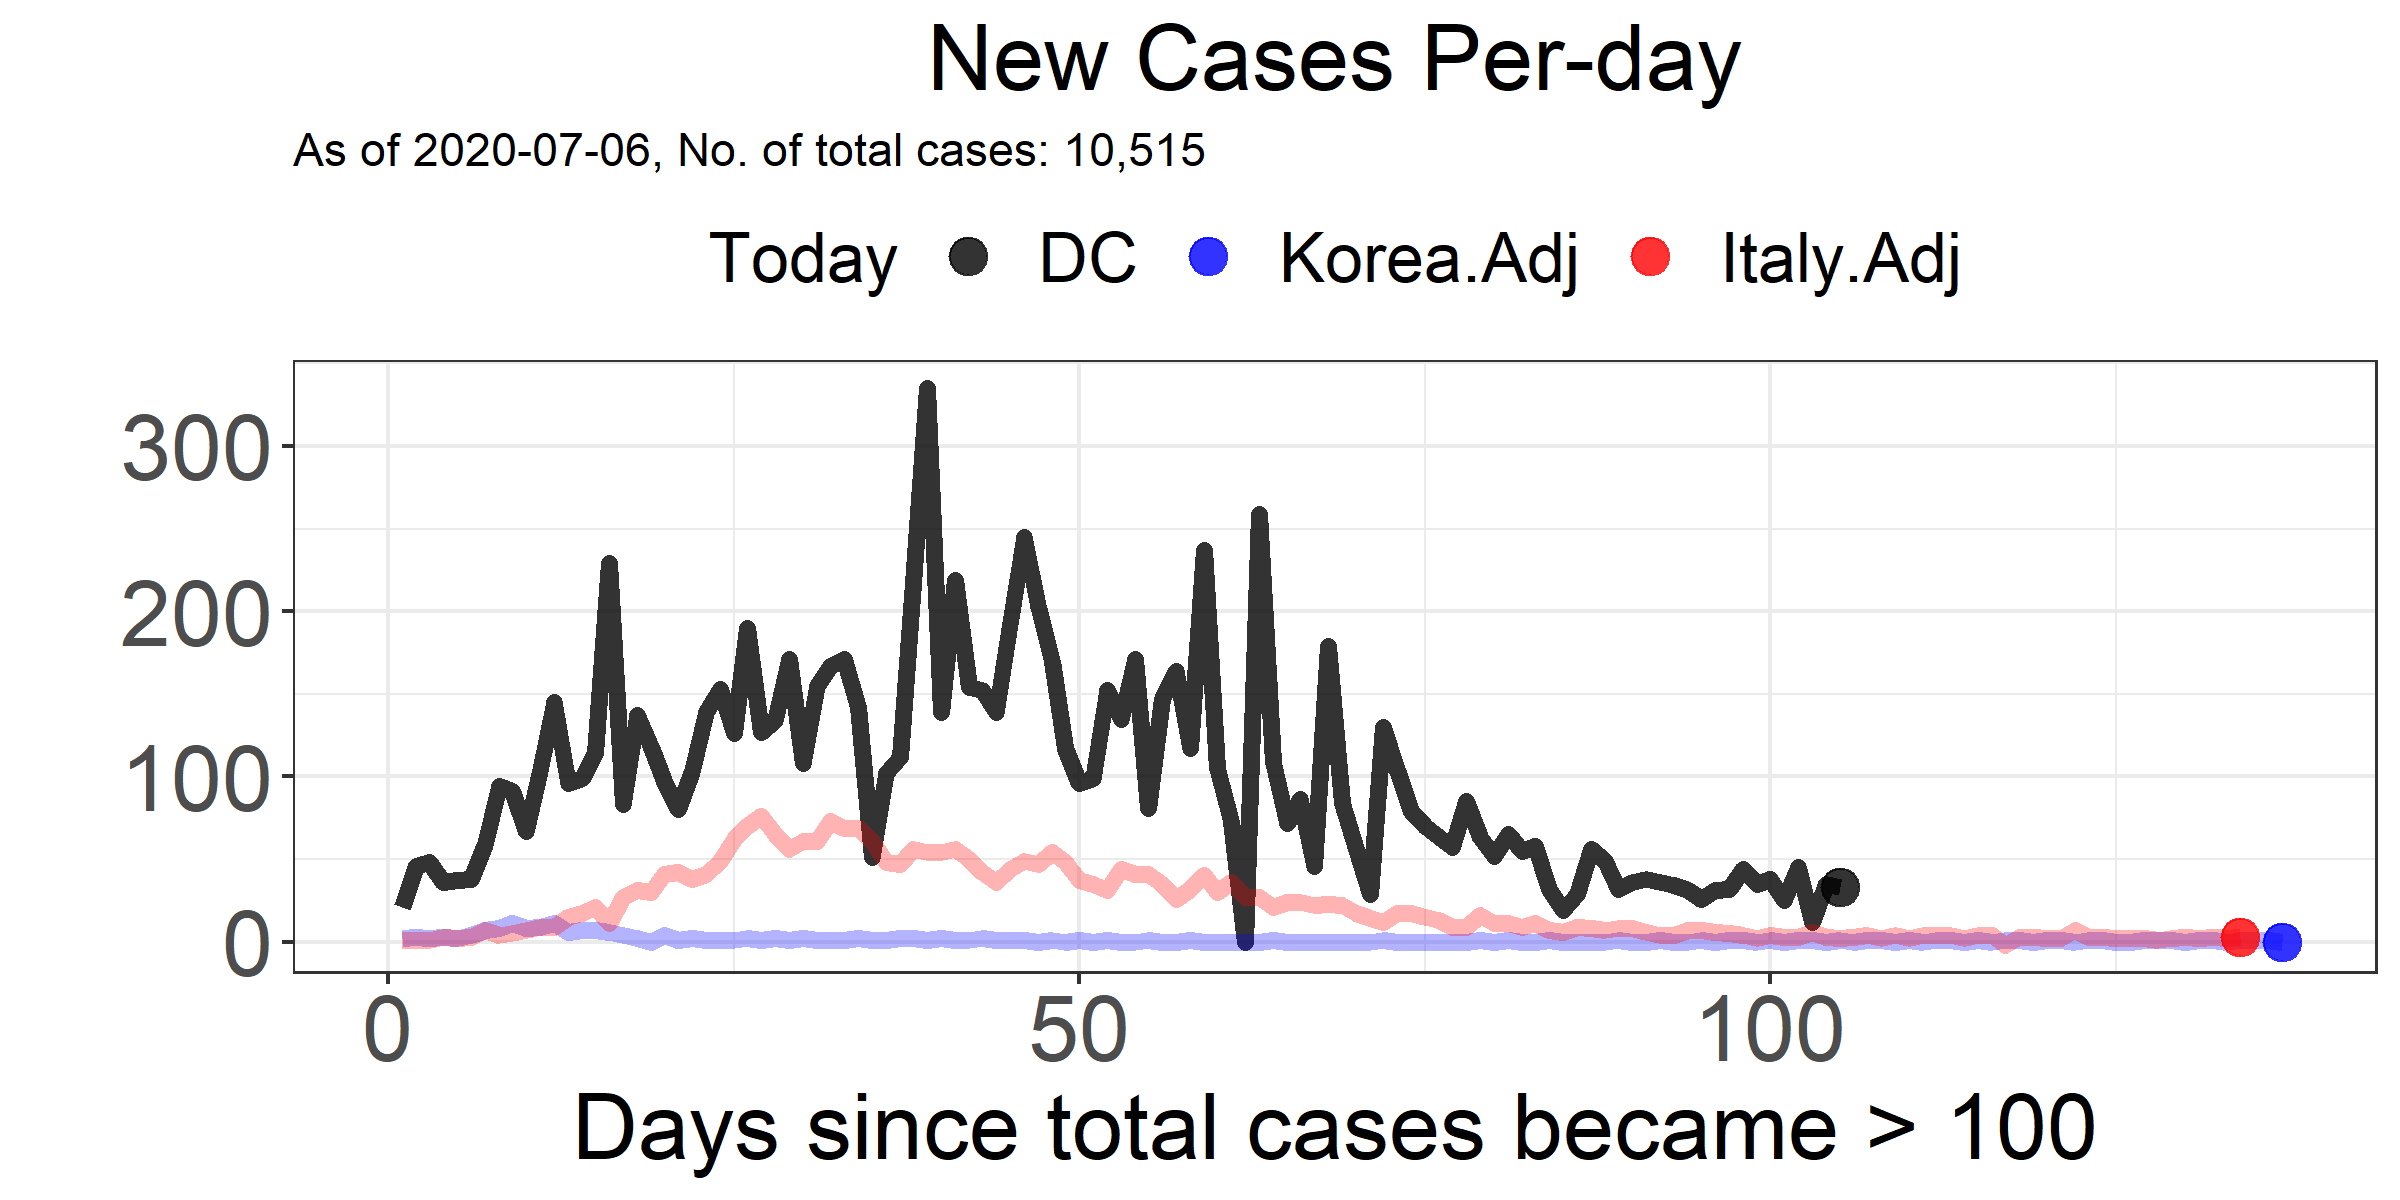 New Cases Per-day
As of 2020-07-06, No. of total cases: 10,515
Today DC Korea.Adj Italy.Adj
300
200
100
0
0 50 100
Days since total cases became > 100